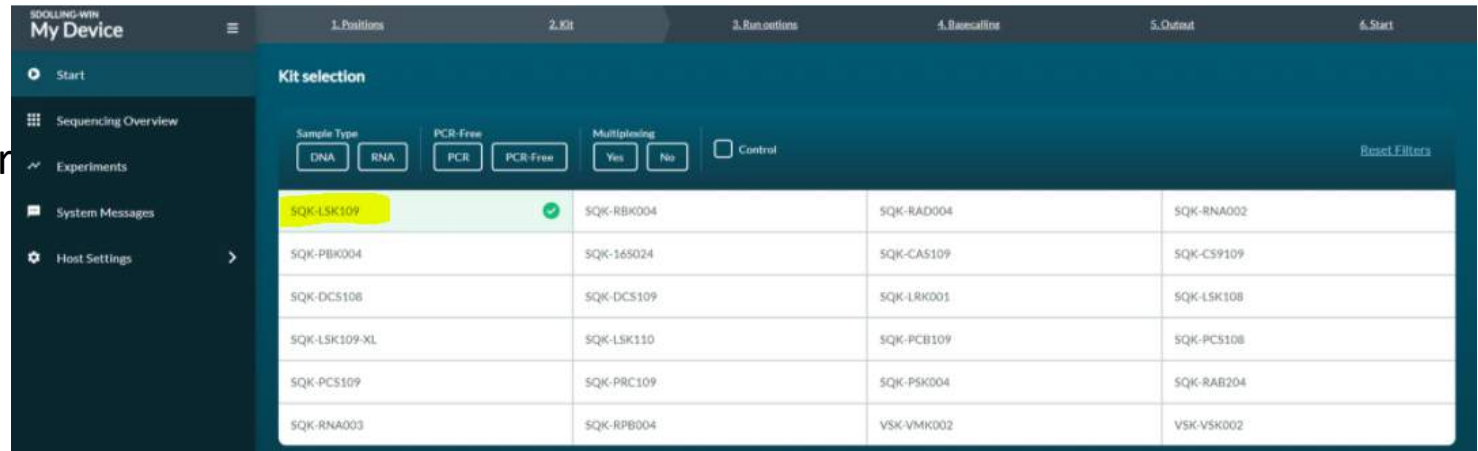 SDOLLING-WIN
My Device
1. Positions 2. Kit 3. Run options 4. Basecalling 5. Output 6. Start
Start
Sequencing Overview
Experiments
System Messages
Host Settings
r
Kit selection
Sample Type PCR-Free Multiplexing
DNA RNA PCR PCR-Free Yes No Control Reset Filters
SQK-LSK109 SQK-RBK004 SQK-RAD004 SQK-RNA002
SQK-PBK004 SQK-16S024 SQK-CAS109 SQK-CS9109
SQK-DCS108 SQK-DCS109 SQK-LRK001 SQK-LSK108
SQK-LSK109-XL SQK-LSK110 SQK-PCB109 SQK-PCS108
SQK-PCS109 SQK-PRC109 SQK-PSK004 SQK-RAB204
SQK-RNA003 SQK-RPB004 VSK-VMK002 VSK-VSK002